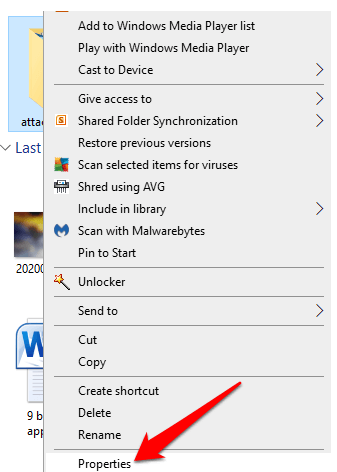 Add to Windows Media Player list
Play with Windows Media Player
Cast to Device
attac
Give access to
Shared Folder Synchronization
Last
Restore previous versions
Scan selected items for viruses
Shred using AVG
Include in library
Scan with Malwarebytes
Pin to Start
20200
Unlocker
Send to
Cut
Copy
W
Create shortcut
Delete
9 b
Rename
app
Properties